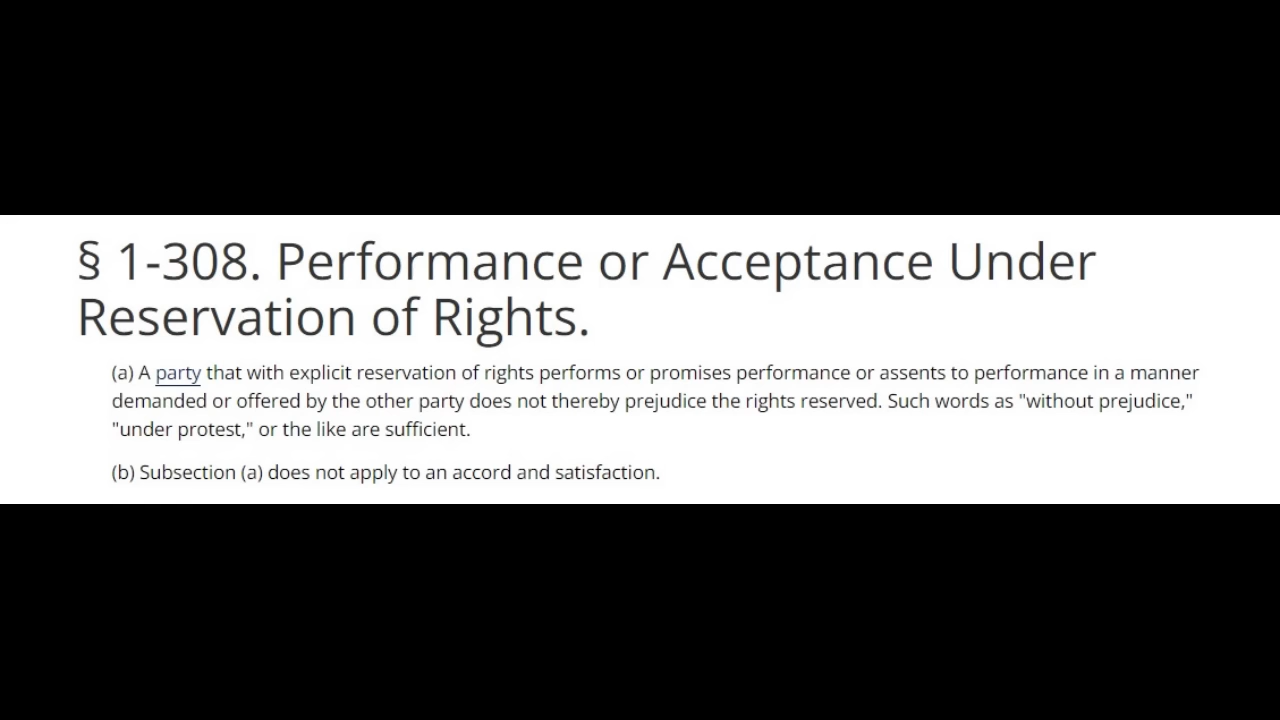 § 1-308. Performance or Acceptance Under
Reservation of Rights.
(a) A party that with explicit reservation of rights performs or promises performance or assents to performance in a manner
demanded or offered by the other party does not thereby prejudice the rights reserved. Such words as "without prejudice,"
"under protest," or the like are sufficient.
(b) Subsection (a) does not apply to an accord and satisfaction.